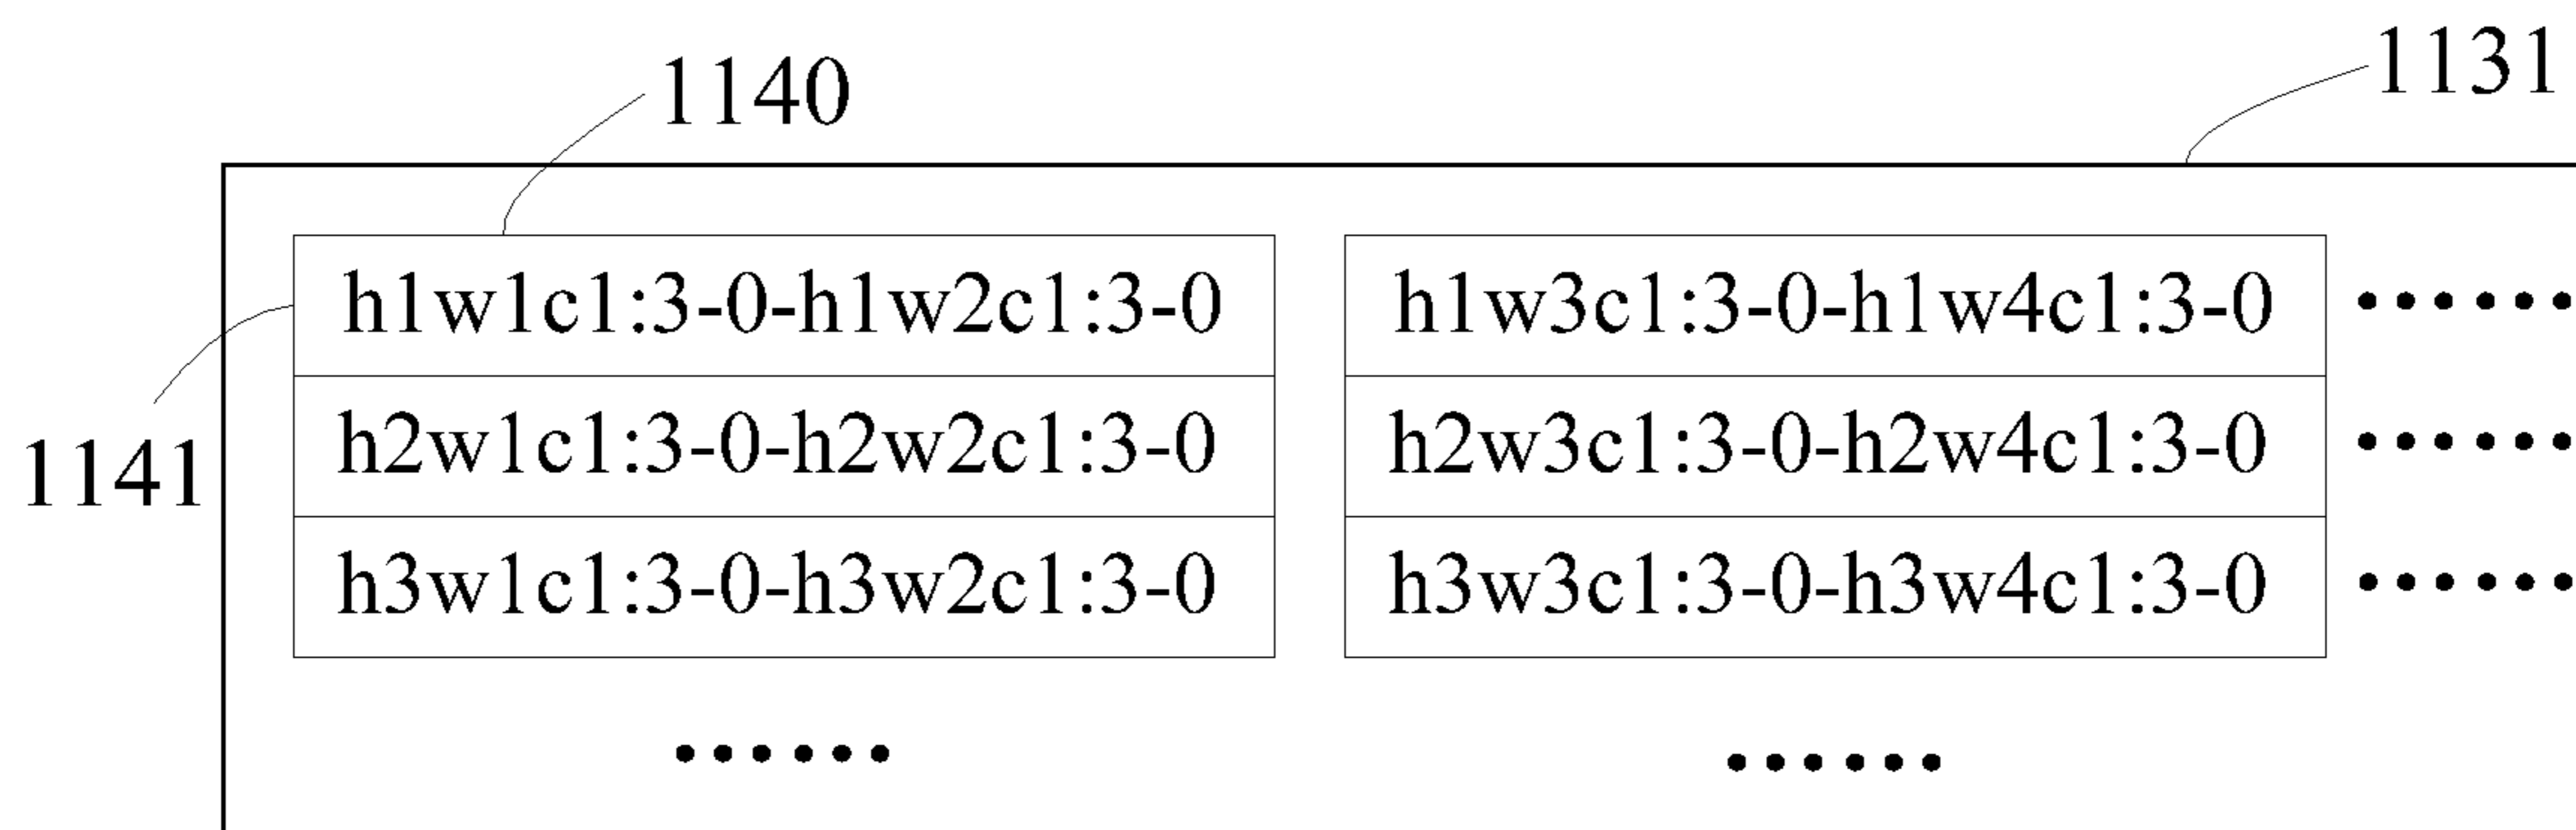 1140
1131
h1w1c1:3-0-h1w2c1:3-0
h1w3c1:3-0-h1w4c1:3-0
......
h2w1c1:3-0-h2w2c1:3-0
h2w3c1:3-0-h2w4c1:3-0
......
1141
h3w1c1:3-0-h3w2c1:3-0
h3w3c1:3-0-h3w4c1:3-0
......
......
......